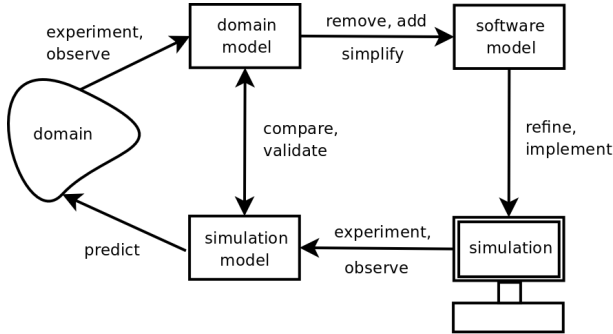 experiment,
observe
domain
model
remove, add
simplify
software
model
domain
compare,
validate
refine,
implement
predict
simulation
model
experiment,
observe
simulation